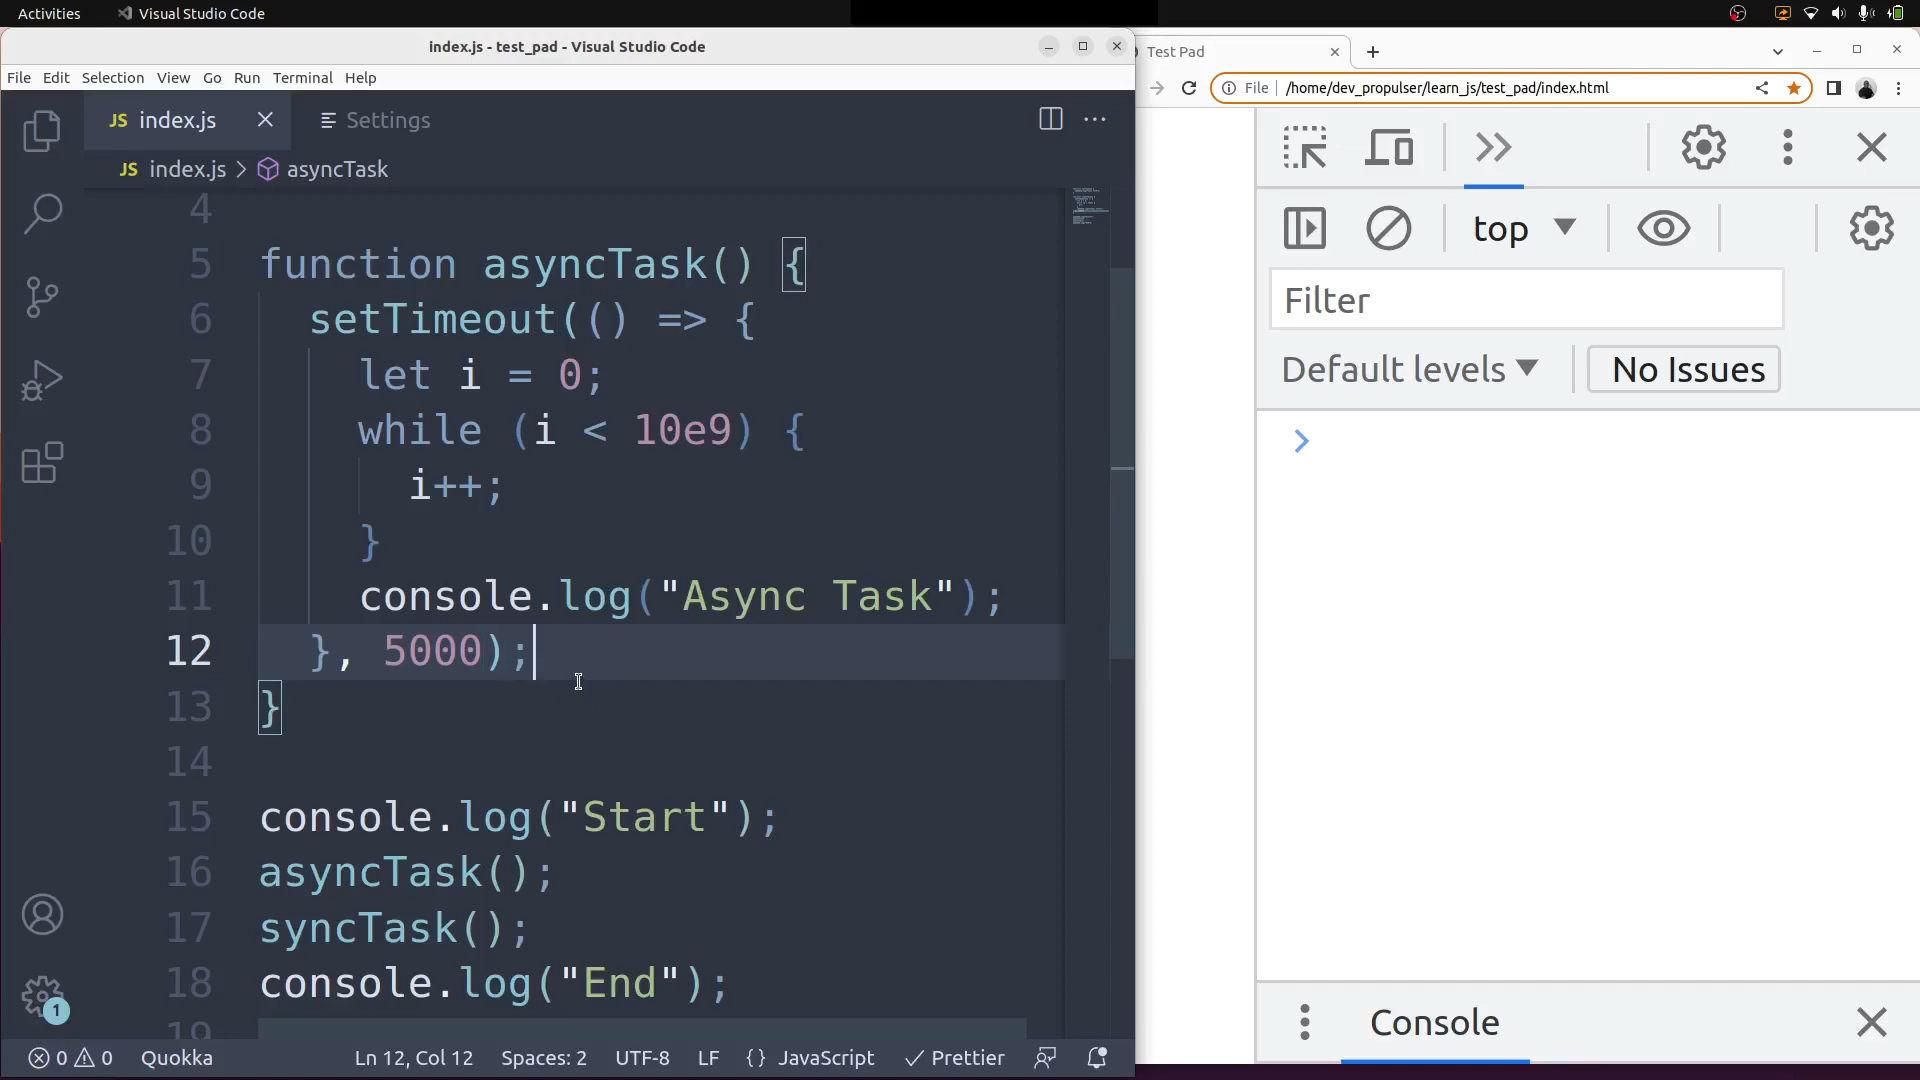 Activities
Visual Studio Code
index.js - test_pad - Visual Studio Code
File Edit Selection View Go Run Terminal Help
JS index.js
Settings
JS index.js > asyncTask
4
5 function asyncTask() {
6 setTimeout(() => {
7 let i = 0;
8 while (i < 10e9) {
9 i++;
10 }
11 console.log("Async Task");
12 }, 5000);
13 }
14
15 console.log("Start");
16 asyncTask();
17 syncTask();
18 console.log("End");
19
1
0 0 Quokka Ln 12, Col 12 Spaces: 2 UTF-8 LF {} JavaScript Prettier
Test Pad
File /home/dev_propulser/learn_js/test_pad/index.html
top
Filter
Default levels
No Issues
Console